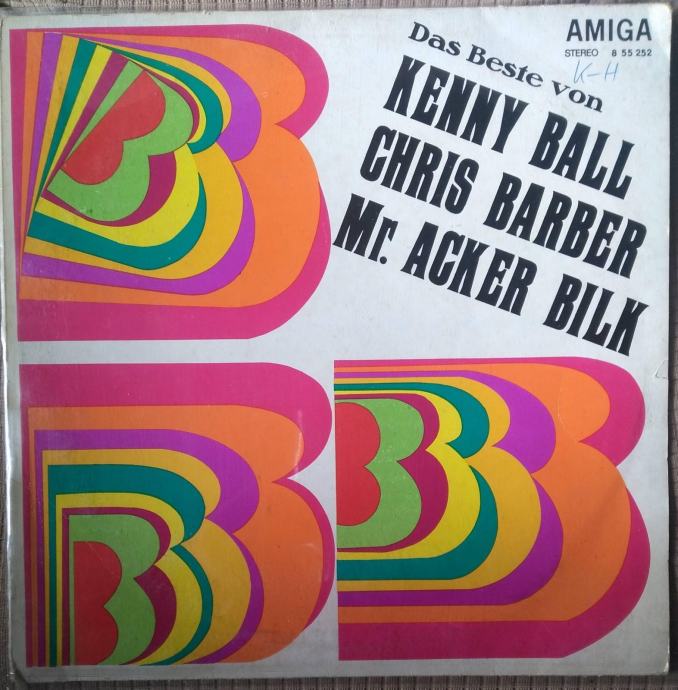 AMIGA
STEREO 8 55 252
K-H
Das Beste von
KENNY BALL
CHRIS BARBER
Mr. ACKER BILK